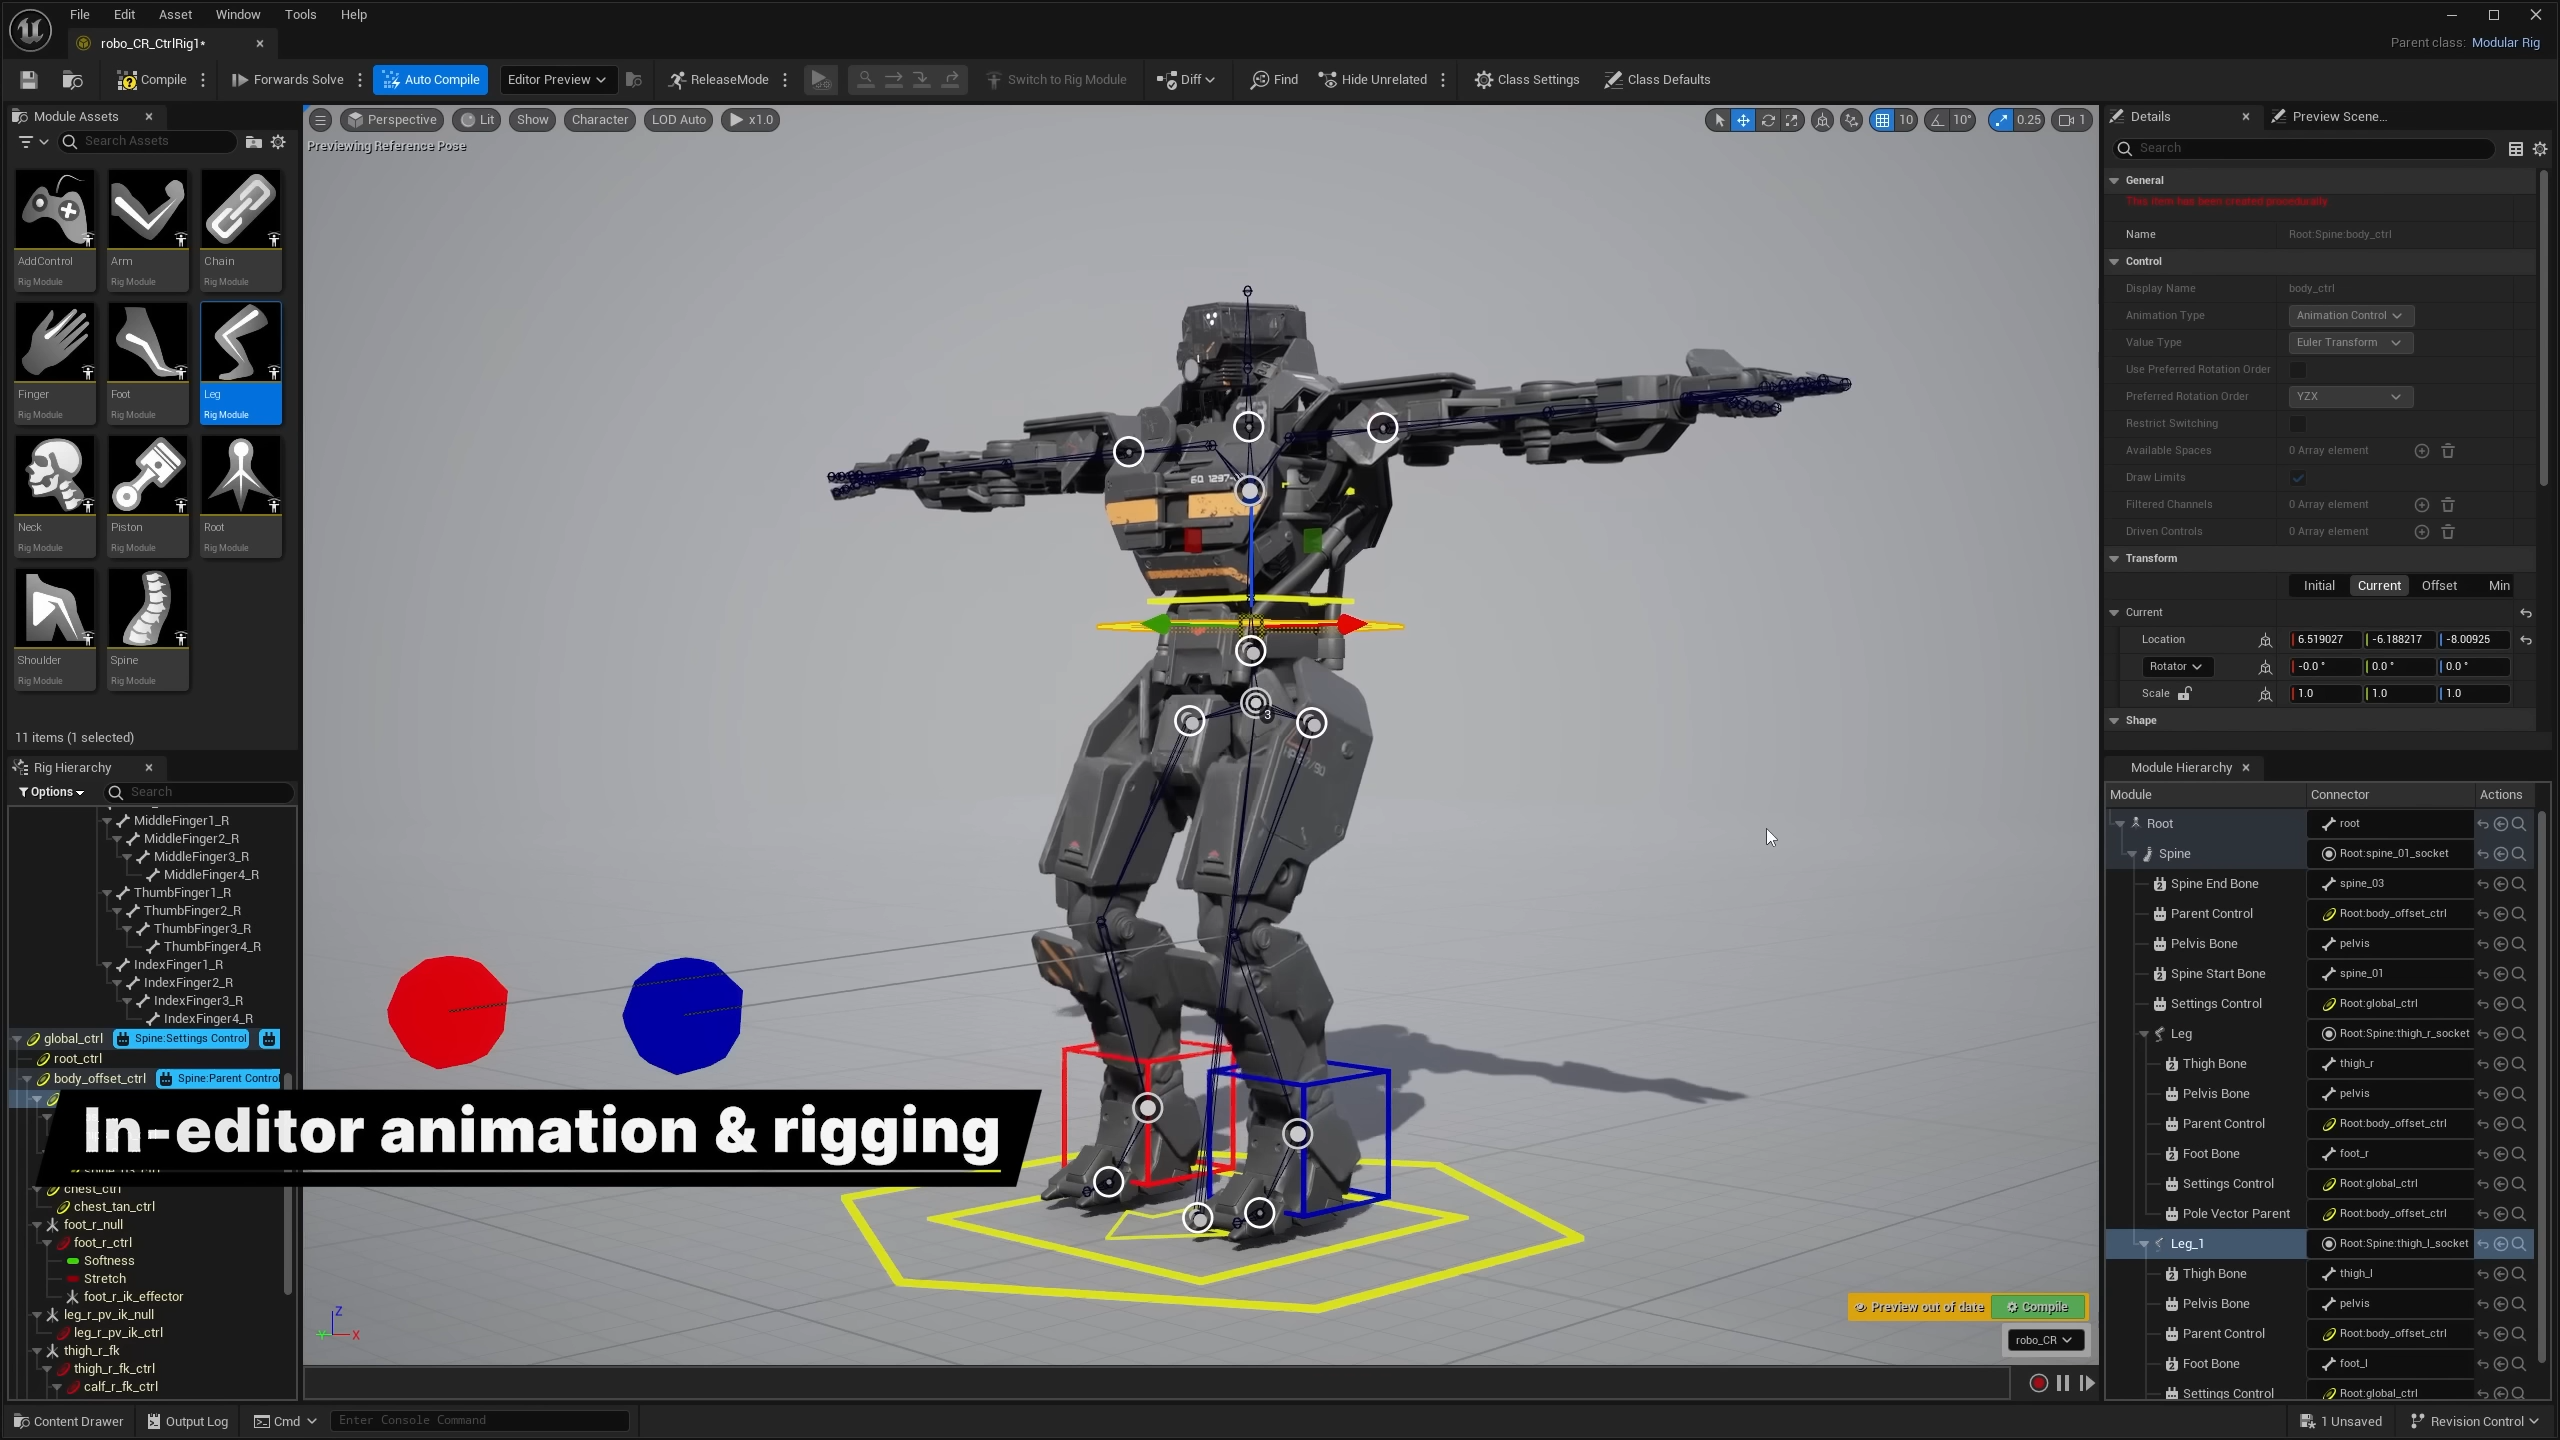 File Edit Asset Window Tools Help
robo_CR_CtrlRig1*
Parent class: Modular Rig
Compile Forwards Solve Auto Compile Editor Preview ReleaseMode Switch to Rig Module Diff Find Hide Unrelated Class Settings Class Defaults
Module Assets
Search Assets
AddControl Arm Chain
Rig Module Rig Module Rig Module
Finger Foot Leg
Rig Module Rig Module Rig Module
Neck Piston Root
Rig Module Rig Module Rig Module
Shoulder Spine
Rig Module Rig Module
11 items (1 selected)
Rig Hierarchy
Options Search
MiddleFinger1_R
MiddleFinger2_R
MiddleFinger3_R
MiddleFinger4_R
ThumbFinger1_R
ThumbFinger2_R
ThumbFinger3_R
ThumbFinger4_R
IndexFinger1_R
IndexFinger2_R
IndexFinger3_R
IndexFinger4_R
global_ctrl Spine:Settings Control
root_ctrl
body_offset_ctrl Spine:Parent Control
chest_ctrl
chest_tan_ctrl
foot_r_null
foot_r_ctrl
Softness
Stretch
foot_r_ik_effector
leg_r_pv_ik_null
leg_r_pv_ik_ctrl
thigh_r_fk
thigh_r_fk_ctrl
calf_r_fk_ctrl
Perspective Lit Show Character LOD Auto x1.0
10 10° 0.25 1
Previewing Reference Pose
3
In-editor animation & rigging
Z
Y X
Preview out of date Compile
robo_CR
Details Preview Scene...
Search
General
This item has been created procedurally
Name Root:Spine:body_ctrl
Control
Display Name body_ctrl
Animation Type Animation Control
Value Type Euler Transform
Use Preferred Rotation Order
Preferred Rotation Order YZX
Restrict Switching
Available Spaces 0 Array element
Draw Limits
Filtered Channels 0 Array element
Driven Controls 0 Array element
Transform
Initial Current Offset Min
Current
Location 6.519027 -6.188217 -8.00925
Rotator -0.0 ° 0.0 ° 0.0 °
Scale 1.0 1.0 1.0
Shape
Module Hierarchy
Module Connector Actions
Root root
Spine Root:spine_01_socket
Spine End Bone spine_03
Parent Control Root:body_offset_ctrl
Pelvis Bone pelvis
Spine Start Bone spine_01
Settings Control Root:global_ctrl
Leg Root:Spine:thigh_r_socket
Thigh Bone thigh_r
Pelvis Bone pelvis
Parent Control Root:body_offset_ctrl
Foot Bone foot_r
Settings Control Root:global_ctrl
Pole Vector Parent Root:body_offset_ctrl
Leg_1 Root:Spine:thigh_l_socket
Thigh Bone thigh_l
Pelvis Bone pelvis
Parent Control Root:body_offset_ctrl
Foot Bone foot_l
Settings Control Root:global_ctrl
Content Drawer Output Log Cmd Enter Console Command
1 Unsaved Revision Control